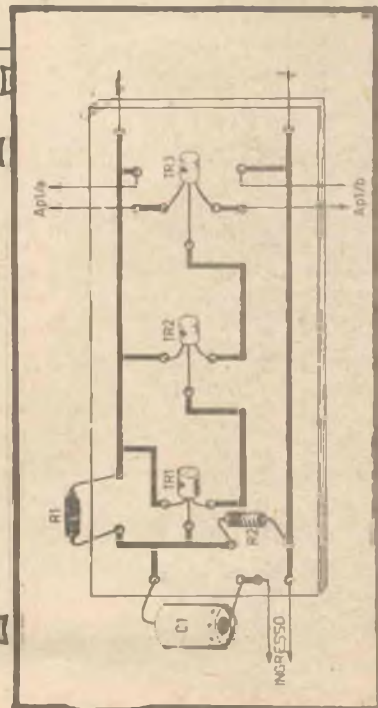 Ap1/a
Ap1/b
TR3
TR2
TR1
R1
R2
C1
INGRESSO